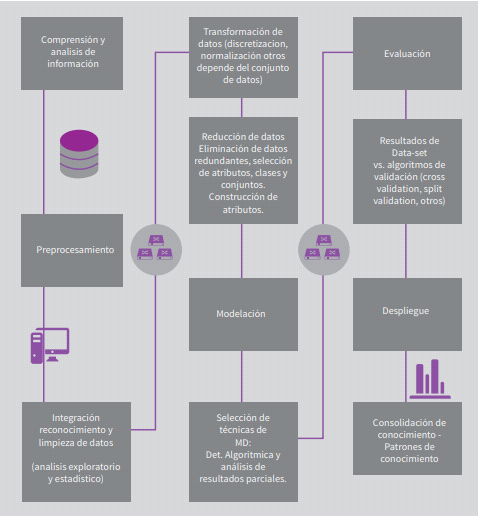 Comprensión y
analisis de
información
Preprocesamiento
Integración
reconocimiento y
limpieza de datos
(analisis exploratorio
y estadístico)
Transformación de
datos (discretizacion,
normalización otros
depende del conjunto
de datos)
Reducción de datos
Eliminación de datos
redundantes, selección
de atributos, clases y
conjuntos.
Construcción de
atributos.
Modelación
Selección de
técnicas de
MD:
Det. Algoritmica y
análisis de
resultados parciales.
Evaluación
Resultados de
Data-set
vs. algoritmos de
validación (cross
validation, split
validation, otros)
Despliegue
Consolidación de
conocimiento -
Patrones de
conocimiento